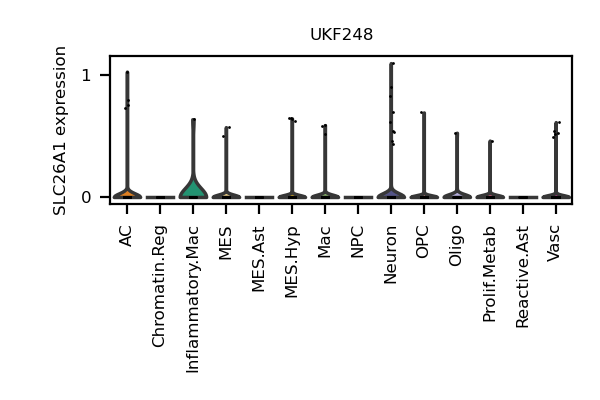 UKF248
SLC26A1 expression
1
0
AC
Chromatin.Reg
Inflammatory.Mac
MES
MES.Ast
MES.Hyp
Mac
NPC
Neuron
OPC
Oligo
Prolif.Metab
Reactive.Ast
Vasc